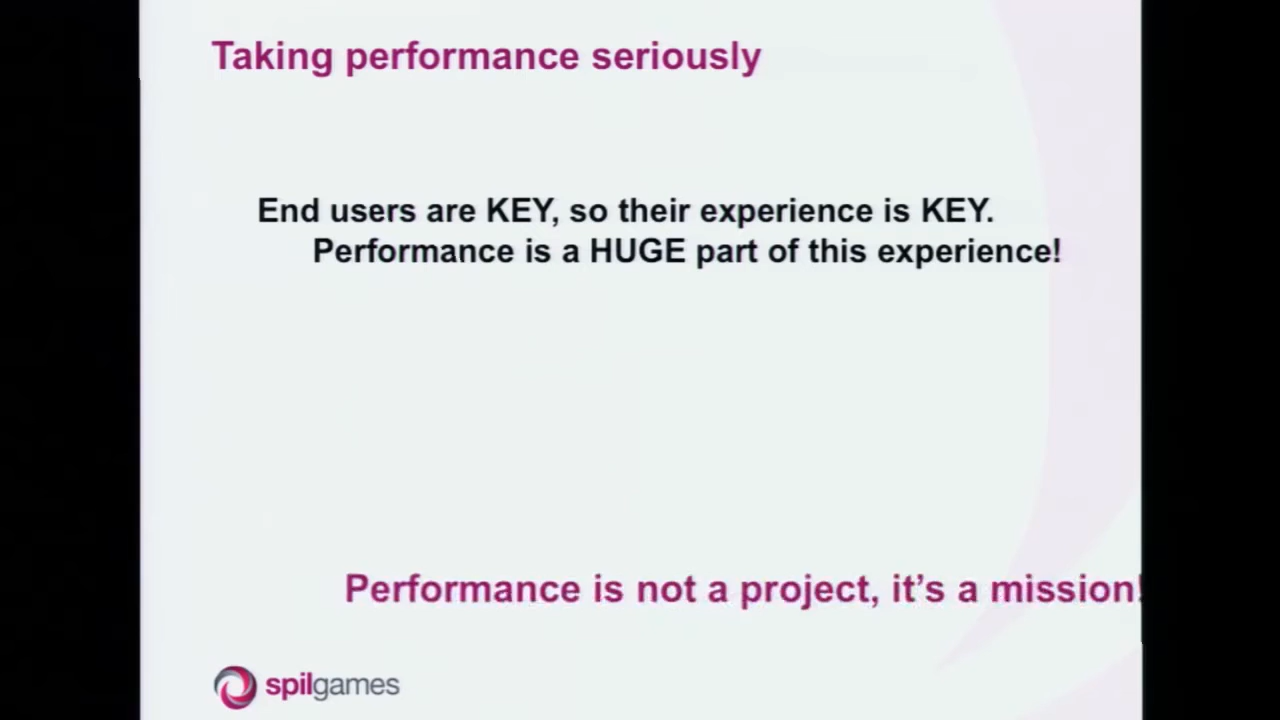 Taking performance seriously
End users are KEY, so their experience is KEY.
Performance is a HUGE part of this experience!
Performance is not a project, it’s a mission!
spilgames